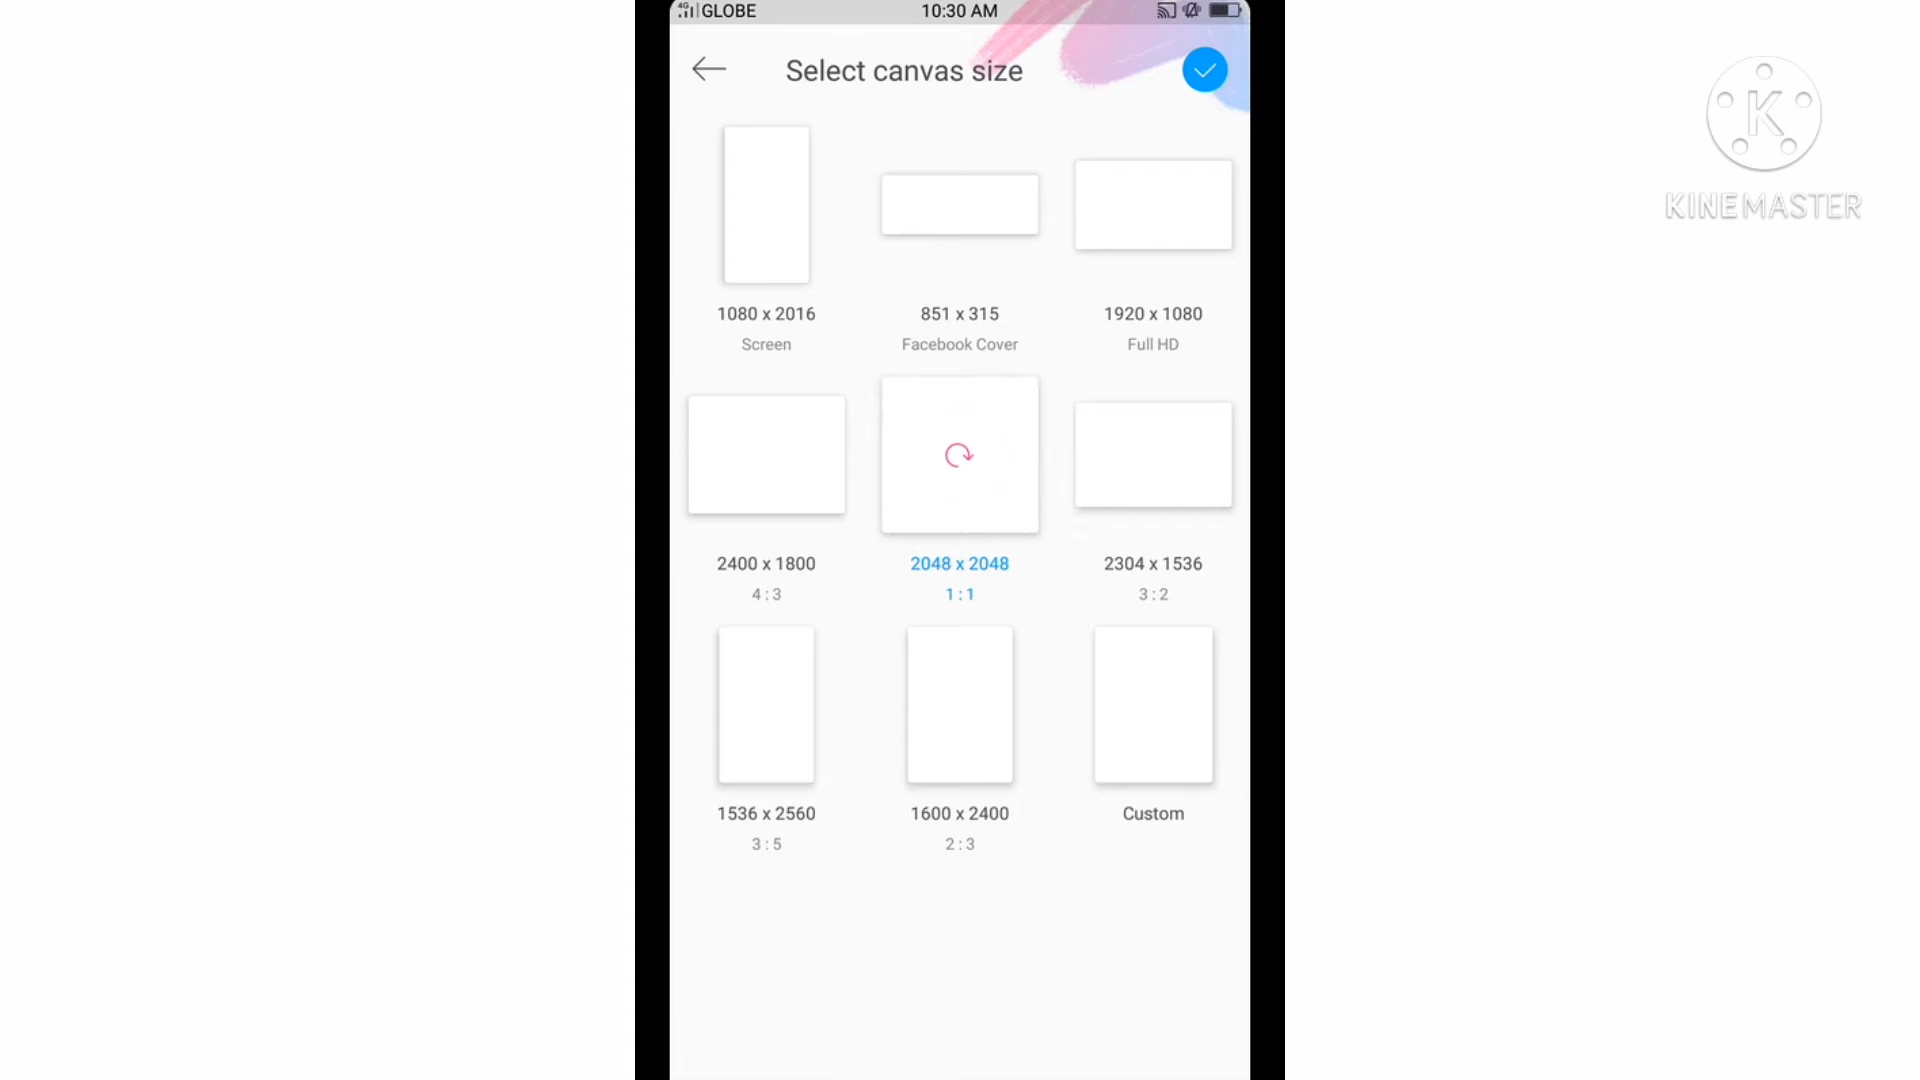 4G GLOBE 10:30 AM
Select canvas size
1080 x 2016 851 x 315 1920 x 1080
Screen Facebook Cover Full HD
2400 x 1800 2048 x 2048 2304 x 1536
4 : 3 1 : 1 3 : 2
1536 x 2560 1600 x 2400 Custom
3 : 5 2 : 3
K
KINEMASTER